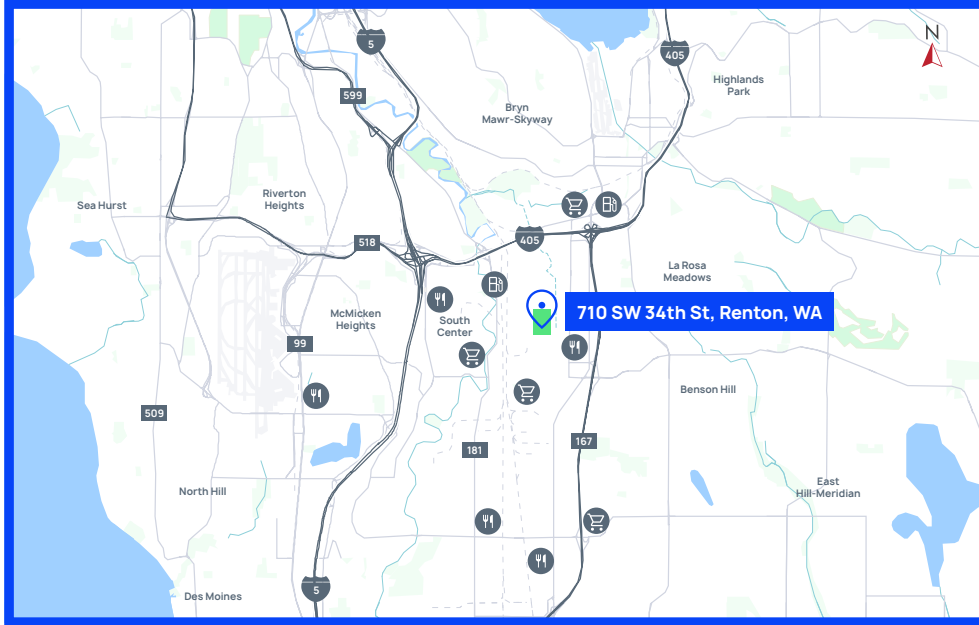 N
5
405
Highlands
Park
599
Bryn
Mawr-Skyway
Riverton
Heights
Sea Hurst
518
405
La Rosa
Meadows
710 SW 34th St, Renton, WA
McMicken
Heights
South
Center
99
Benson Hill
509
181
167
North Hill
East
Hill-Meridian
5
Des Moines